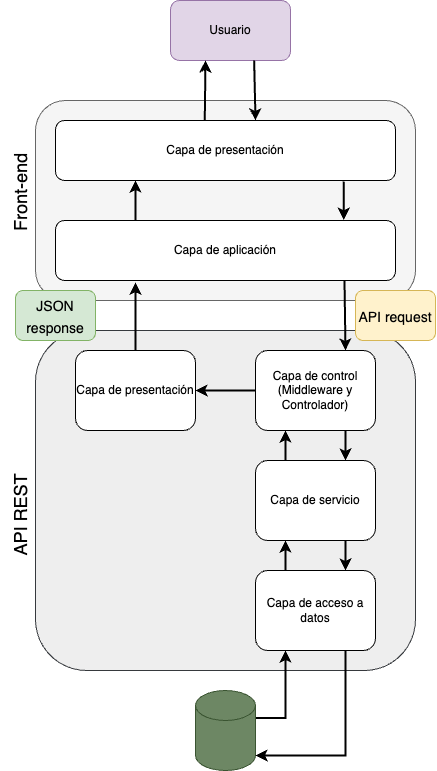 Usuario
Front-end
Capa de presentación
Capa de aplicación
JSON
response
API request
API REST
Capa de presentación
Capa de control
(Middleware y
Controlador)
Capa de servicio
Capa de acceso a
datos